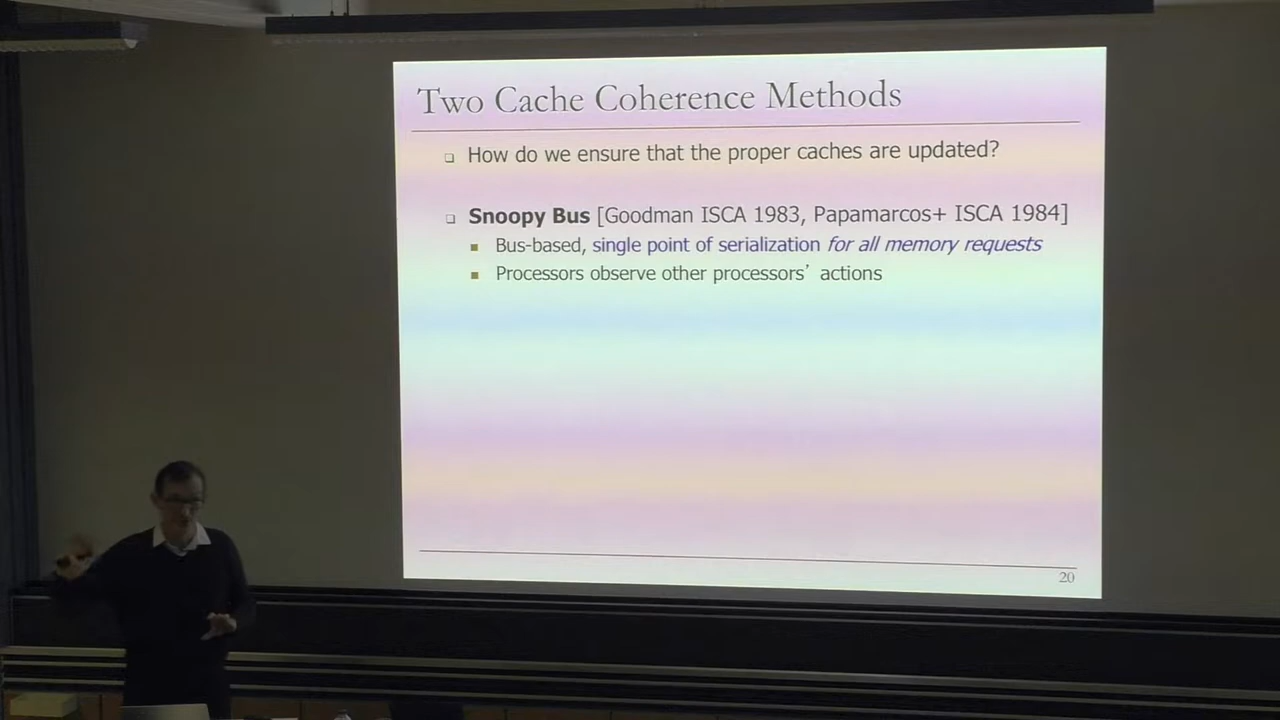 Two Cache Coherence Methods
How do we ensure that the proper caches are updated?
Snoopy Bus [Goodman ISCA 1983, Papamarcos+ ISCA 1984]
Bus-based, single point of serialization for all memory requests
Processors observe other processors’ actions
20